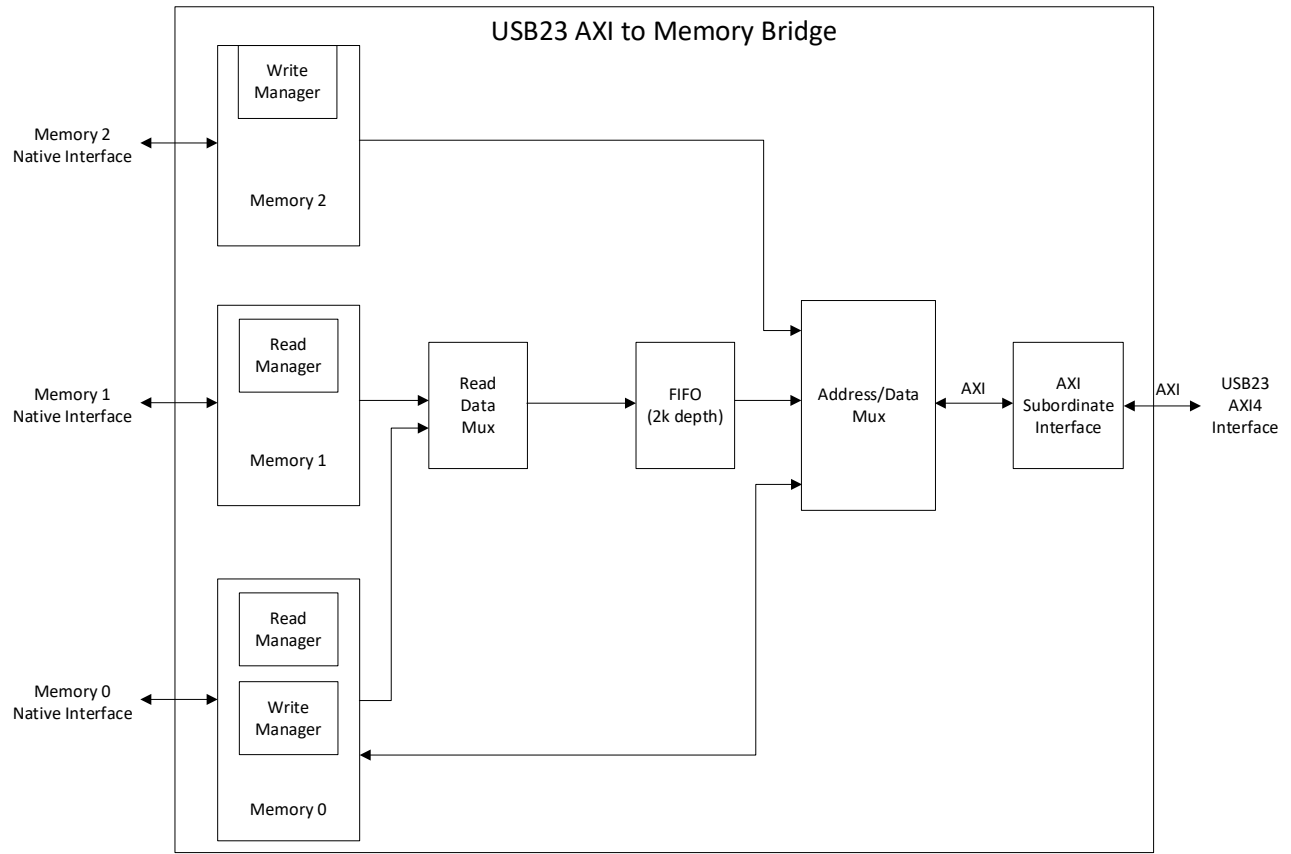 USB23 AXI to Memory Bridge
Write
Manager
Memory 2
Native Interface
Memory 2
Read
Manager
Memory 1
Native Interface
Memory 1
Read
Data
Mux
FIFO
(2k depth)
Address/Data
Mux
AXI
AXI
Subordinate
Interface
AXI
USB23
AXI4
Interface
Read
Manager
Memory 0
Native Interface
Write
Manager
Memory 0